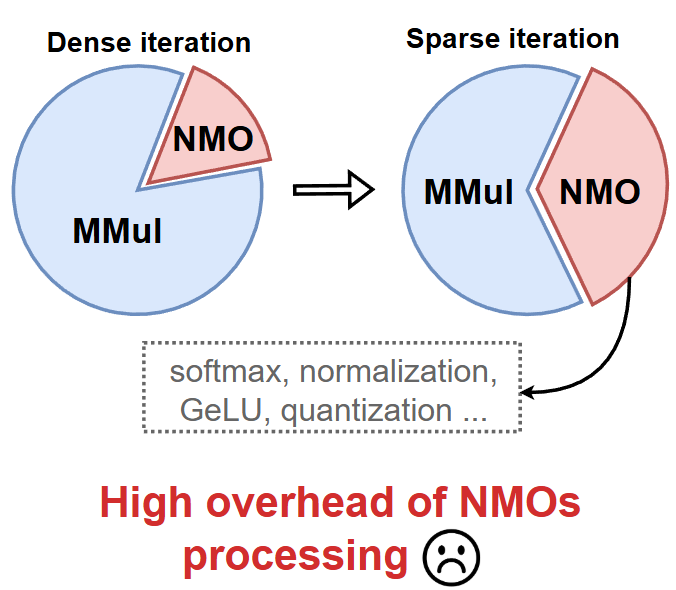 Dense iteration
Sparse iteration
NMO
MMul
MMul
NMO
softmax, normalization,
GeLU, quantization ...
High overhead of NMOs
processing